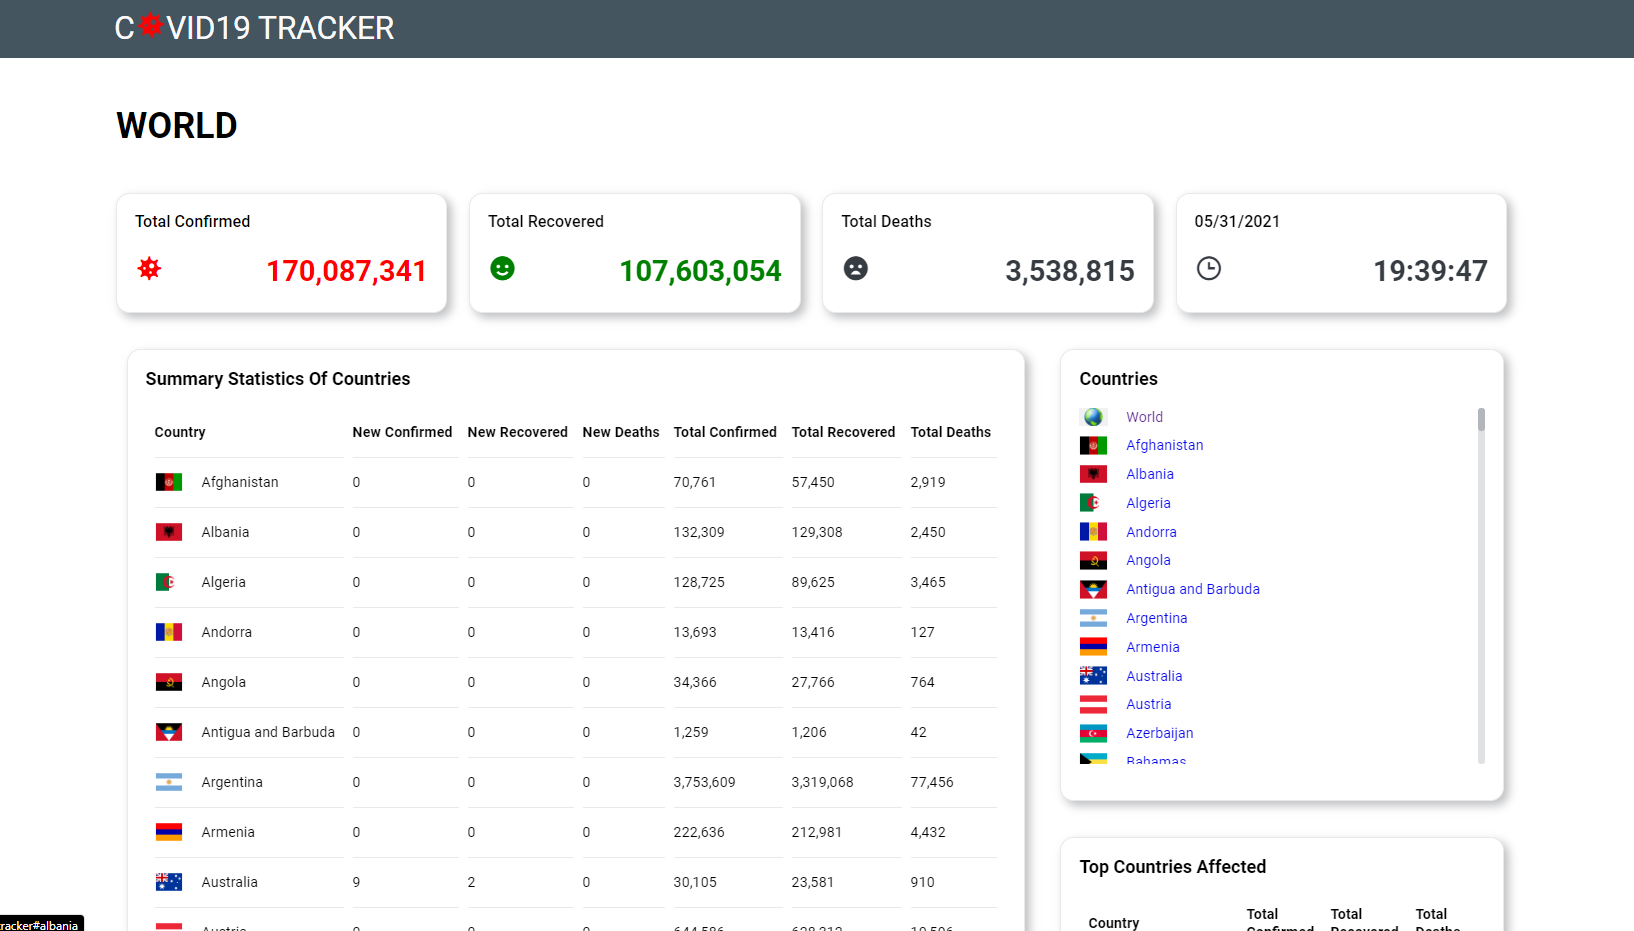 COVID19 TRACKER
WORLD
Total Confirmed
170,087,341
Total Recovered
107,603,054
Total Deaths
3,538,815
05/31/2021
19:39:47
Summary Statistics Of Countries
Country New Confirmed New Recovered New Deaths Total Confirmed Total Recovered Total Deaths
Afghanistan 0 0 0 70,761 57,450 2,919
Albania 0 0 0 132,309 129,308 2,450
Algeria 0 0 0 128,725 89,625 3,465
Andorra 0 0 0 13,693 13,416 127
Angola 0 0 0 34,366 27,766 764
Antigua and Barbuda 0 0 0 1,259 1,206 42
Argentina 0 0 0 3,753,609 3,319,068 77,456
Armenia 0 0 0 222,636 212,981 4,432
Australia 9 2 0 30,105 23,581 910
Austria 0 0 0
Countries
World
Afghanistan
Albania
Algeria
Andorra
Angola
Antigua and Barbuda
Argentina
Armenia
Australia
Austria
Azerbaijan
Bahamas
Top Countries Affected
Country Total Confirmed Total Recovered Total Deaths
racker#albania